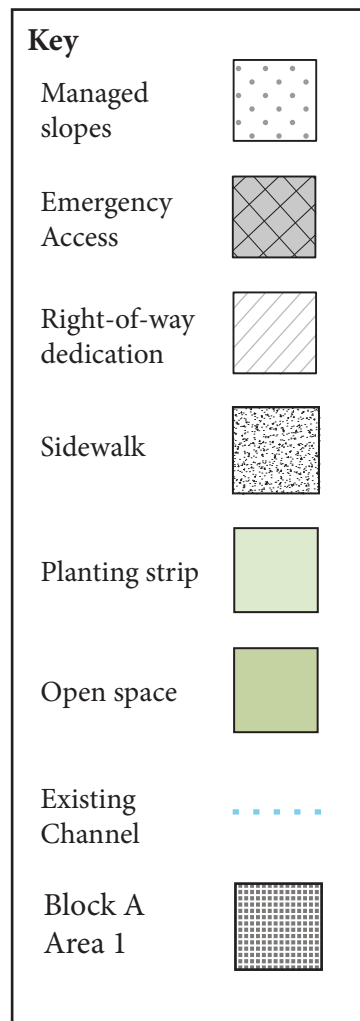 Key
Managed
slopes
Emergency
Access
Right-of-way
dedication
Sidewalk
Planting strip
Open space
Existing
Channel
Block A
Area 1